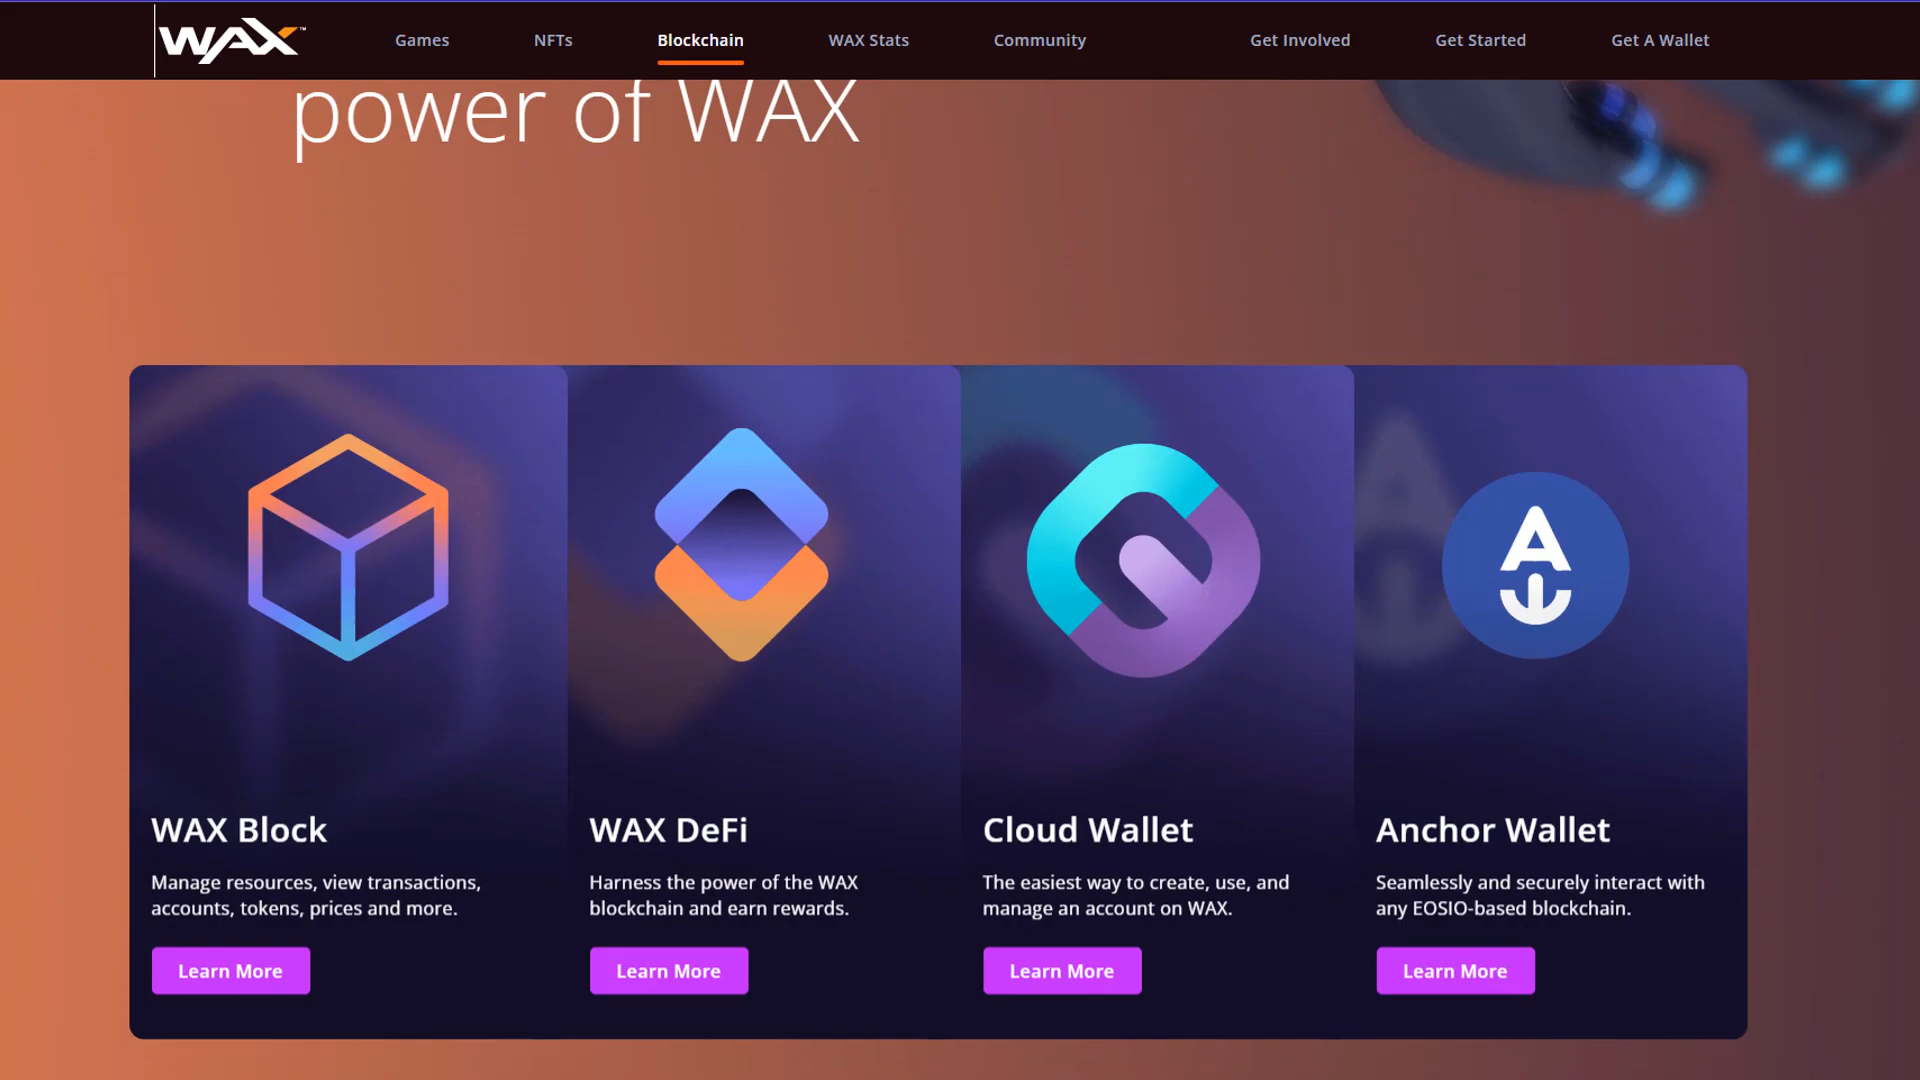 WAX™
Games
NFTs
Blockchain
WAX Stats
Community
Get Involved
Get Started
Get A Wallet
power of WAX
WAX Block
Manage resources, view transactions,
accounts, tokens, prices and more.
Learn More
WAX DeFi
Harness the power of the WAX
blockchain and earn rewards.
Learn More
Cloud Wallet
The easiest way to create, use, and
manage an account on WAX.
Learn More
Anchor Wallet
Seamlessly and securely interact with
any EOSIO-based blockchain.
Learn More